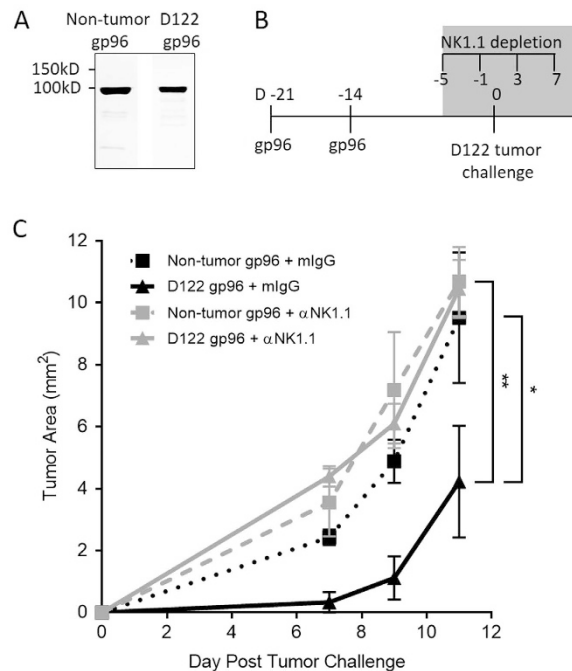 A
Non-tumor D122
gp96 gp96
150kD
100kD
B
NK1.1 depletion
-5 -1 3 7
D -21 -14 0
gp96 gp96
D122 tumor
challenge
C
12
10
8
6
4
2
0
Tumor Area (mm²)
Non-tumor gp96 + mIgG
D122 gp96 + mIgG
Non-tumor gp96 + αNK1.1
D122 gp96 + αNK1.1
**
*
0 2 4 6 8 10 12
Day Post Tumor Challenge